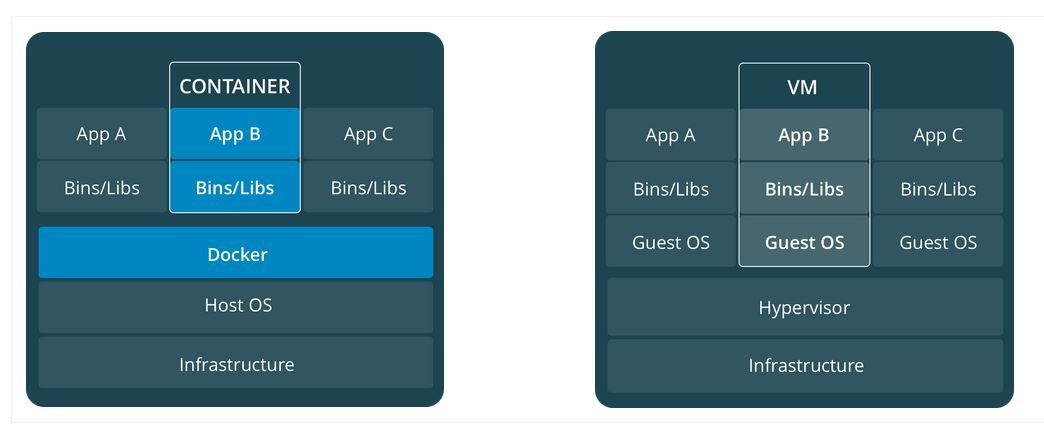 CONTAINER
App A App B App C
Bins/Libs Bins/Libs Bins/Libs
Docker
Host OS
Infrastructure
VM
App A App B App C
Bins/Libs Bins/Libs Bins/Libs
Guest OS Guest OS Guest OS
Hypervisor
Infrastructure